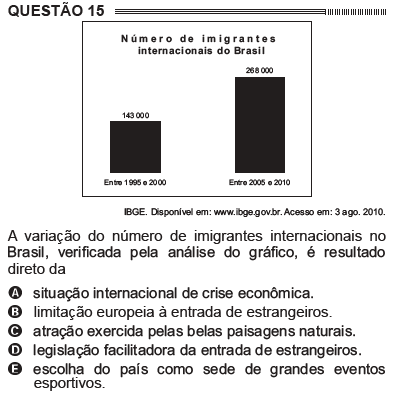 QUESTÃO 15
Número de imigrantes
internacionais do Brasil
268 000
143 000
Entre 1995 e 2000 Entre 2005 e 2010
IBGE. Disponível em: www.ibge.gov.br. Acesso em: 3 ago. 2010.
A variação do número de imigrantes internacionais no
Brasil, verificada pela análise do gráfico, é resultado
direto da
A situação internacional de crise econômica.
B limitação europeia à entrada de estrangeiros.
C atração exercida pelas belas paisagens naturais.
D legislação facilitadora da entrada de estrangeiros.
E escolha do país como sede de grandes eventos
esportivos.